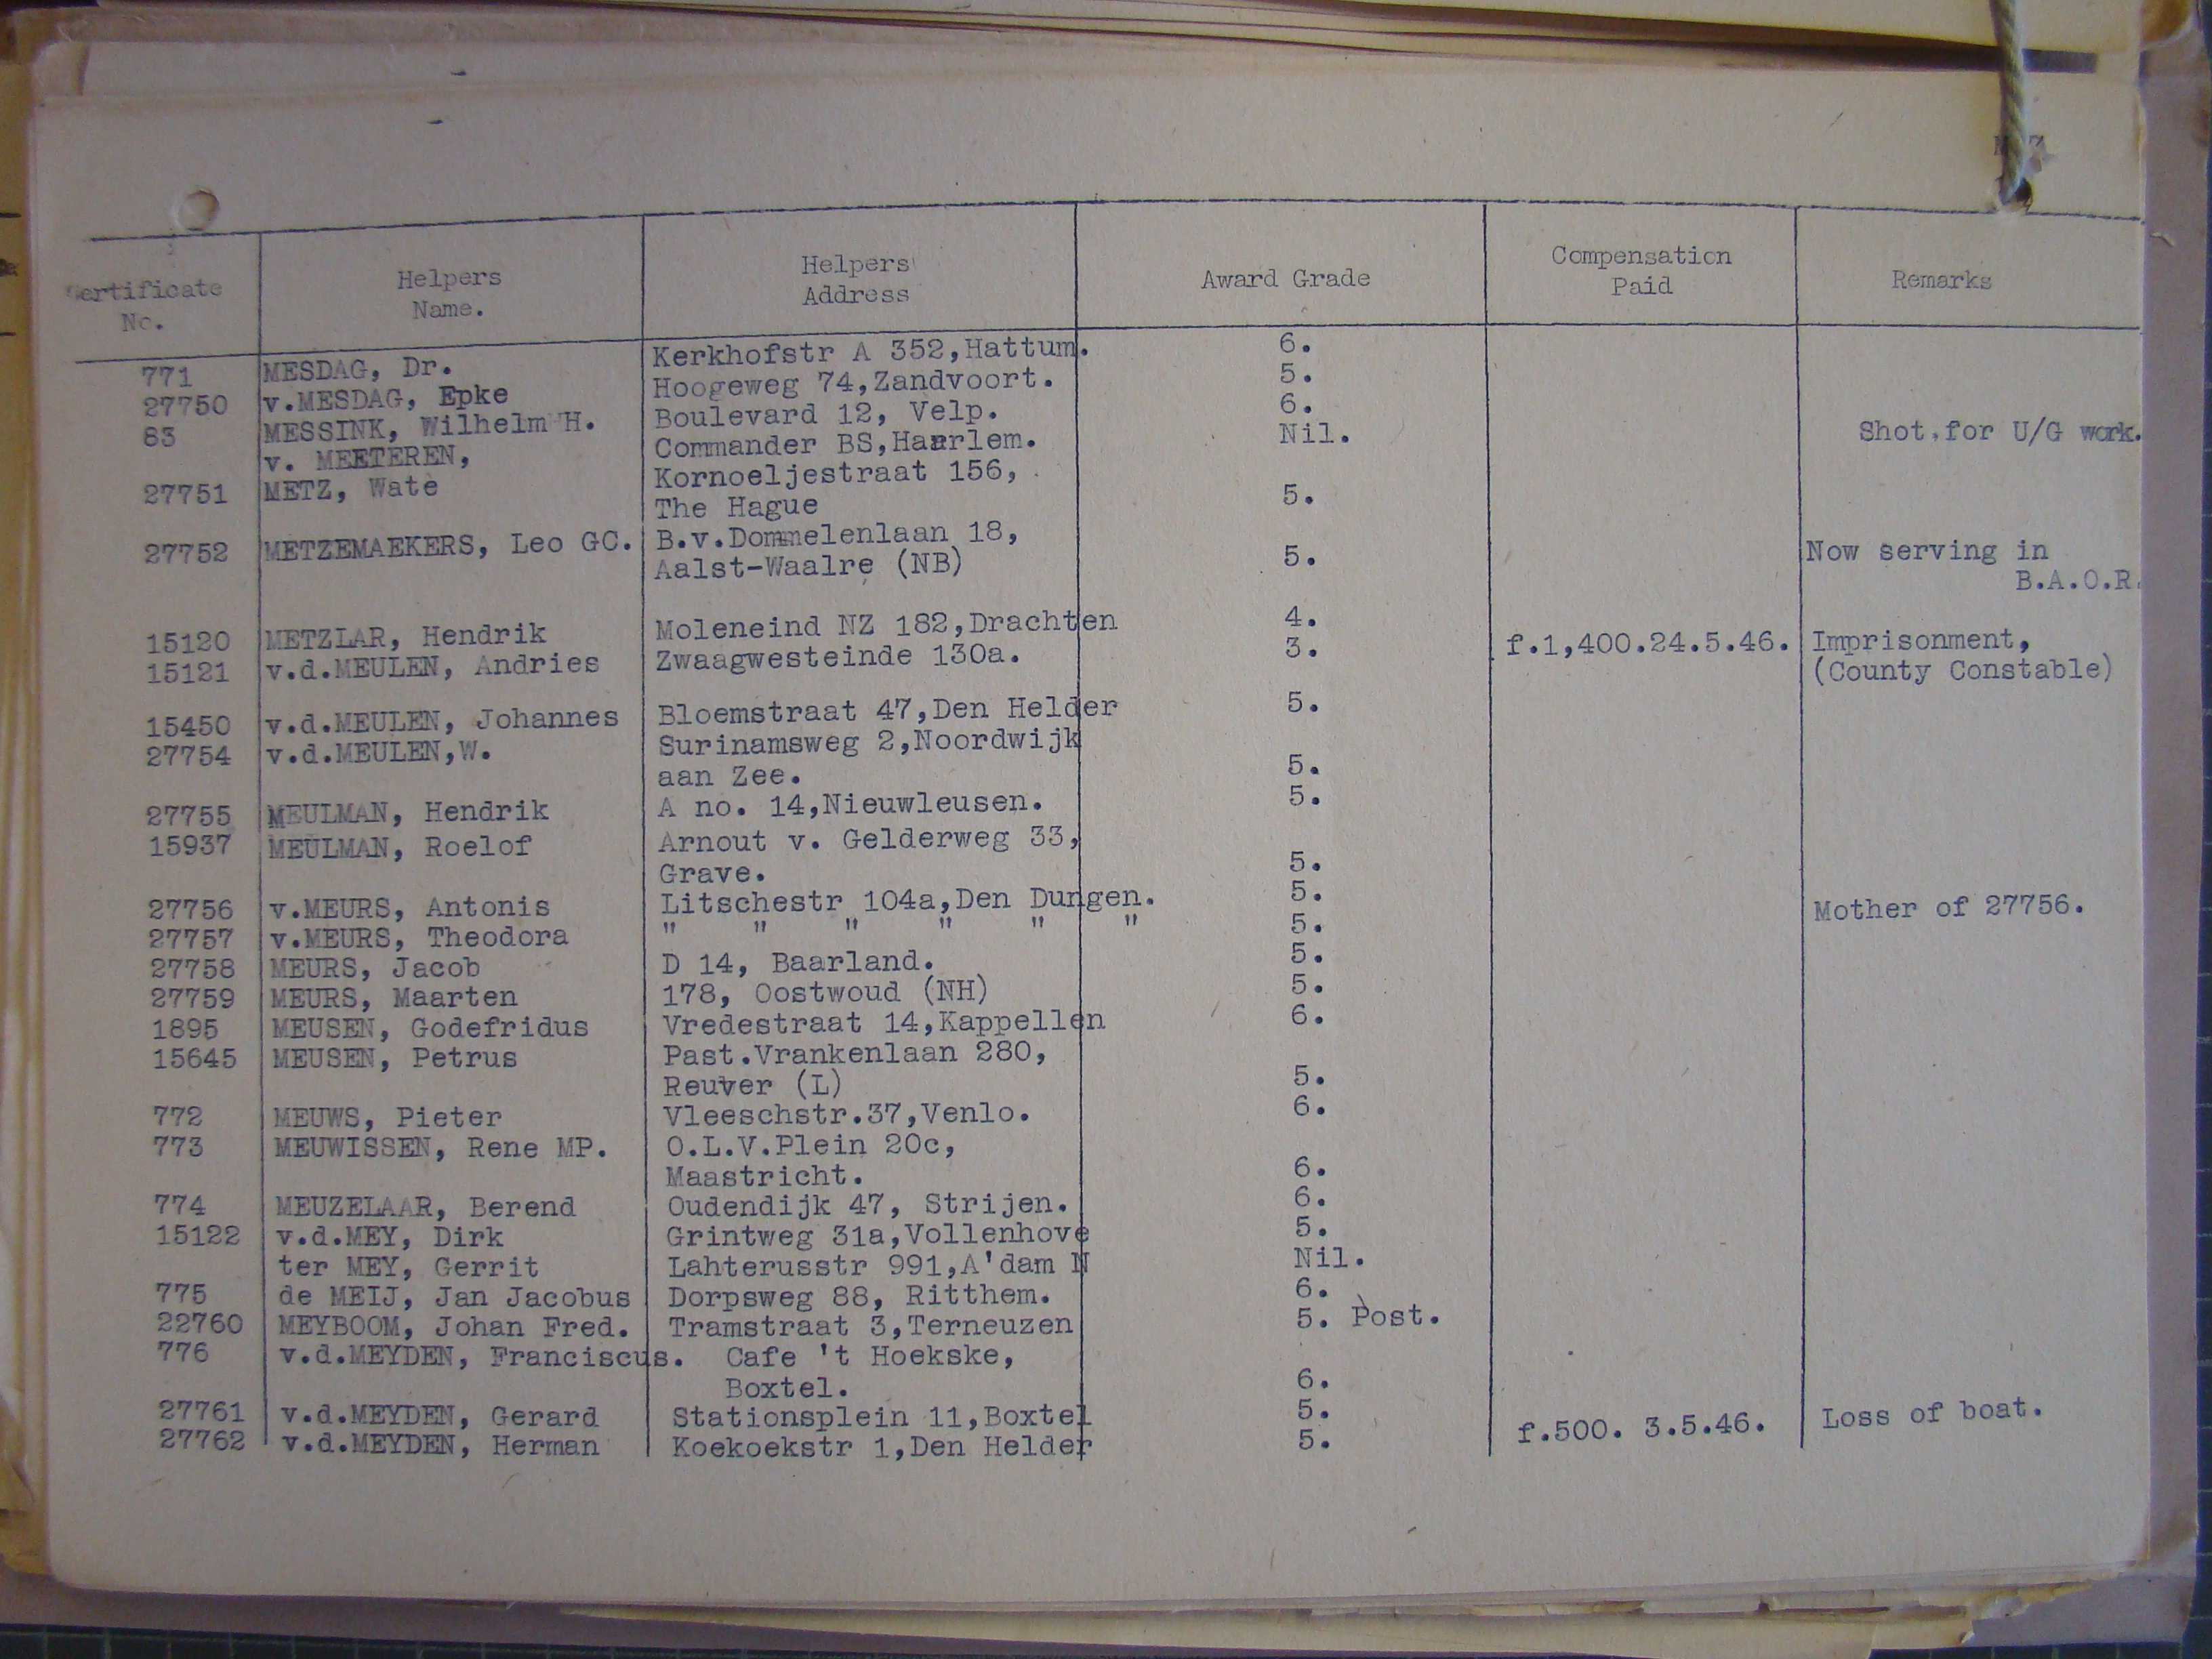 Certificate No. | Helpers Name. | Helpers' Address | Award Grade | Compensation Paid | Remarks
771 | MESDAG, Dr. | Kerkhofstr A 352,Hattum. | 6.
27750 | v.MESDAG, Epke | Hoogeweg 74,Zandvoort. | 5.
83 | MESSINK, Wilhelm H. | Boulevard 12, Velp. | 6.
v. MEETEREN, | Commander BS,Haarlem. | Nil. | Shot for U/G work.
27751 | METZ, Wate | Kornoeljestraat 156,
The Hague | 5.
27752 | METZEMAEKERS, Leo GC. | B.v.Dommelenlaan 18, | Now serving in
Aalst-Waalre (NB) | 5. | B.A.O.R.
15120 | METZLAR, Hendrik | Moleneind NZ 182,Drachten | 4.
15121 | v.d.MEULEN, Andries | Zwaagwesteinde 130a. | 3. | f.1,400.24.5.46. | Imprisonment,
(County Constable)
15450 | v.d.MEULEN, Johannes | Bloemstraat 47,Den Helder | 5.
27754 | v.d.MEULEN,W. | Surinamsweg 2,Noordwijk
aan Zee. | 5.
27755 | MEULMAN, Hendrik | A no. 14,Nieuwleusen. | 5.
15937 | MEULMAN, Roelof | Arnout v. Gelderweg 33,
Grave. | 5.
27756 | v.MEURS, Antonis | Litschestr 104a,Den Dungen. | 5.
27757 | v.MEURS, Theodora | " " " " " " | 5. | Mother of 27756.
27758 | MEURS, Jacob | D 14, Baarland. | 5.
27759 | MEURS, Maarten | 178, Oostwoud (NH) | 5.
1895 | MEUSEN, Godefridus | Vredestraat 14,Kappellen | 6.
15645 | MEUSEN, Petrus | Past.Vrankenlaan 280,
Reuver (L) | 5.
772 | MEUWS, Pieter | Vleeschstr.37,Venlo. | 6.
773 | MEUWISSEN, Rene MP. | O.L.V.Plein 20c,
Maastricht. | 6.
774 | MEUZELAAR, Berend | Oudendijk 47, Strijen. | 6.
15122 | v.d.MEY, Dirk | Grintweg 31a,Vollenhove | 5.
ter MEY, Gerrit | Lahterusstr 991,A'dam N | Nil.
775 | de MEIJ, Jan Jacobus | Dorpsweg 88, Ritthem. | 6.
22760 | MEYBOOM, Johan Fred. | Tramstraat 3,Terneuzen | 5. Post.
776 | v.d.MEYDEN, Franciscus. | Cafe 't Hoekske,
Boxtel. | 6.
27761 | v.d.MEYDEN, Gerard | Stationsplein 11,Boxtel | 5.
27762 | v.d.MEYDEN, Herman | Koekoekstr 1,Den Helder | 5. | f.500. 3.5.46. | Loss of boat.